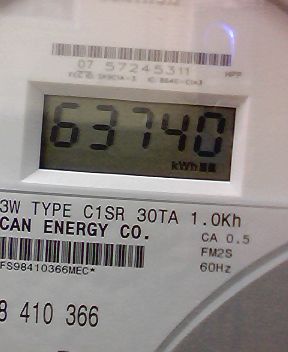 07 57245311
HPP
63740
kWh
3W TYPE C1SR 30TA 1.0Kh
CAN ENERGY CO.
CA 0.5
FM2S
FS98410366MEC*
60Hz
8 410 366